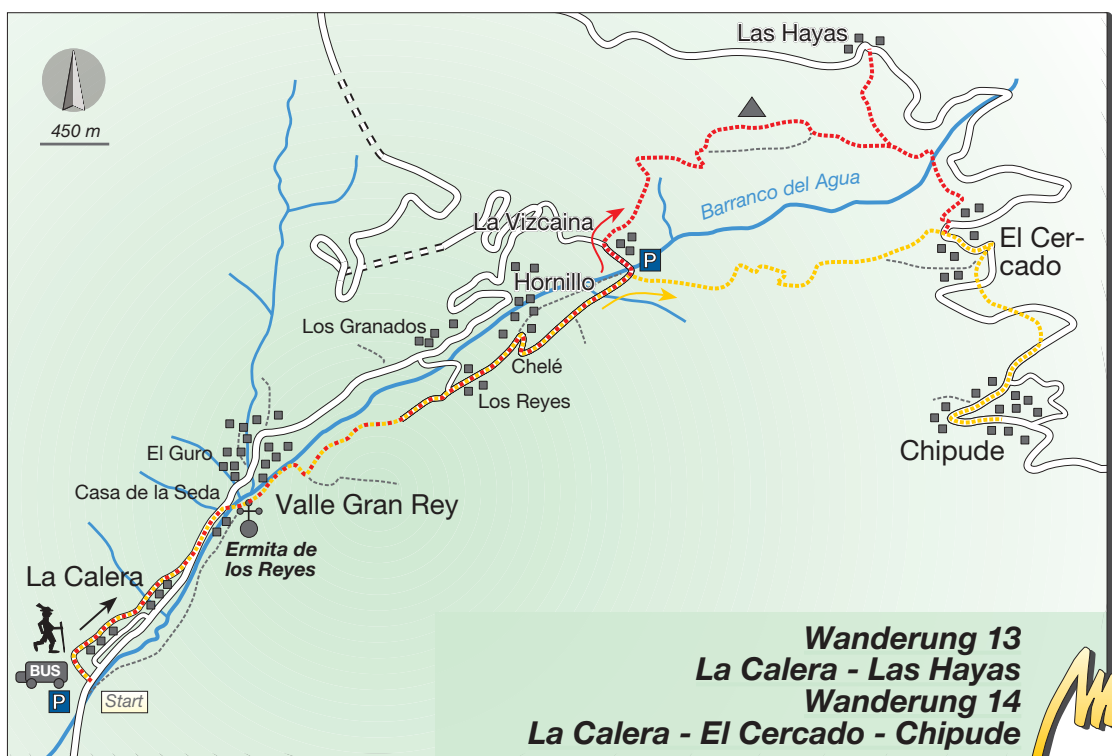 Las Hayas
450 m
Barranco del Agua
La Vizcaina
El Cer-
cado
P
Hornillo
Los Granados
Chelé
Los Reyes
Chipude
El Guro
Casa de la Seda
Valle Gran Rey
Ermita de
los Reyes
La Calera
BUS
P
Start
Wanderung 13
La Calera - Las Hayas
Wanderung 14
La Calera - El Cercado - Chipude